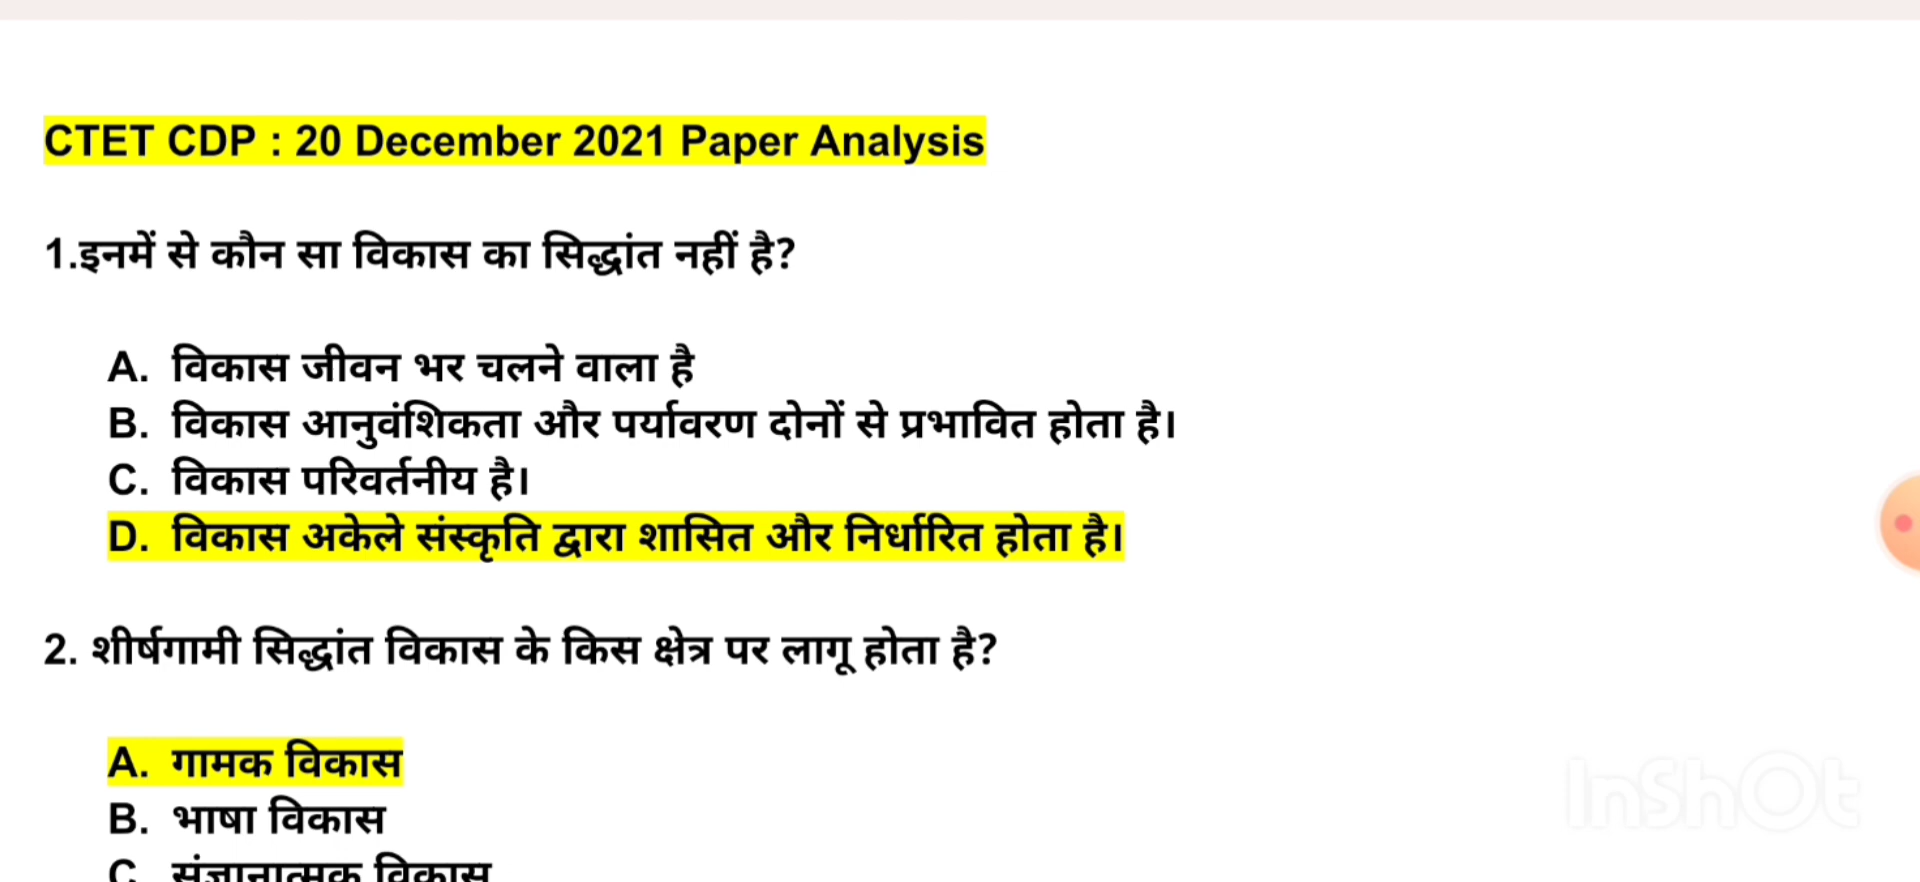 CTET CDP : 20 December 2021 Paper Analysis
1.इनमें से कौन सा विकास का सिद्धांत नहीं है?
A. विकास जीवन भर चलने वाला है
B. विकास आनुवंशिकता और पर्यावरण दोनों से प्रभावित होता है।
C. विकास परिवर्तनीय है।
D. विकास अकेले संस्कृति द्वारा शासित और निर्धारित होता है।
2. शीर्षगामी सिद्धांत विकास के किस क्षेत्र पर लागू होता है?
A. गामक विकास
B. भाषा विकास
C. संज्ञानात्मक विकास
InShOt